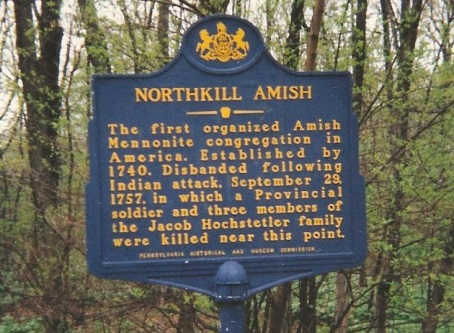 NORTHKILL AMISH
The first organized Amish
Mennonite congregation in
America. Established by
1740. Disbanded following
Indian attack, September 29,
1757, in which a Provincial
soldier and three members of
the Jacob Hochstetler family
were killed near this point.
PENNSYLVANIA HISTORICAL AND MUSEUM COMMISSION